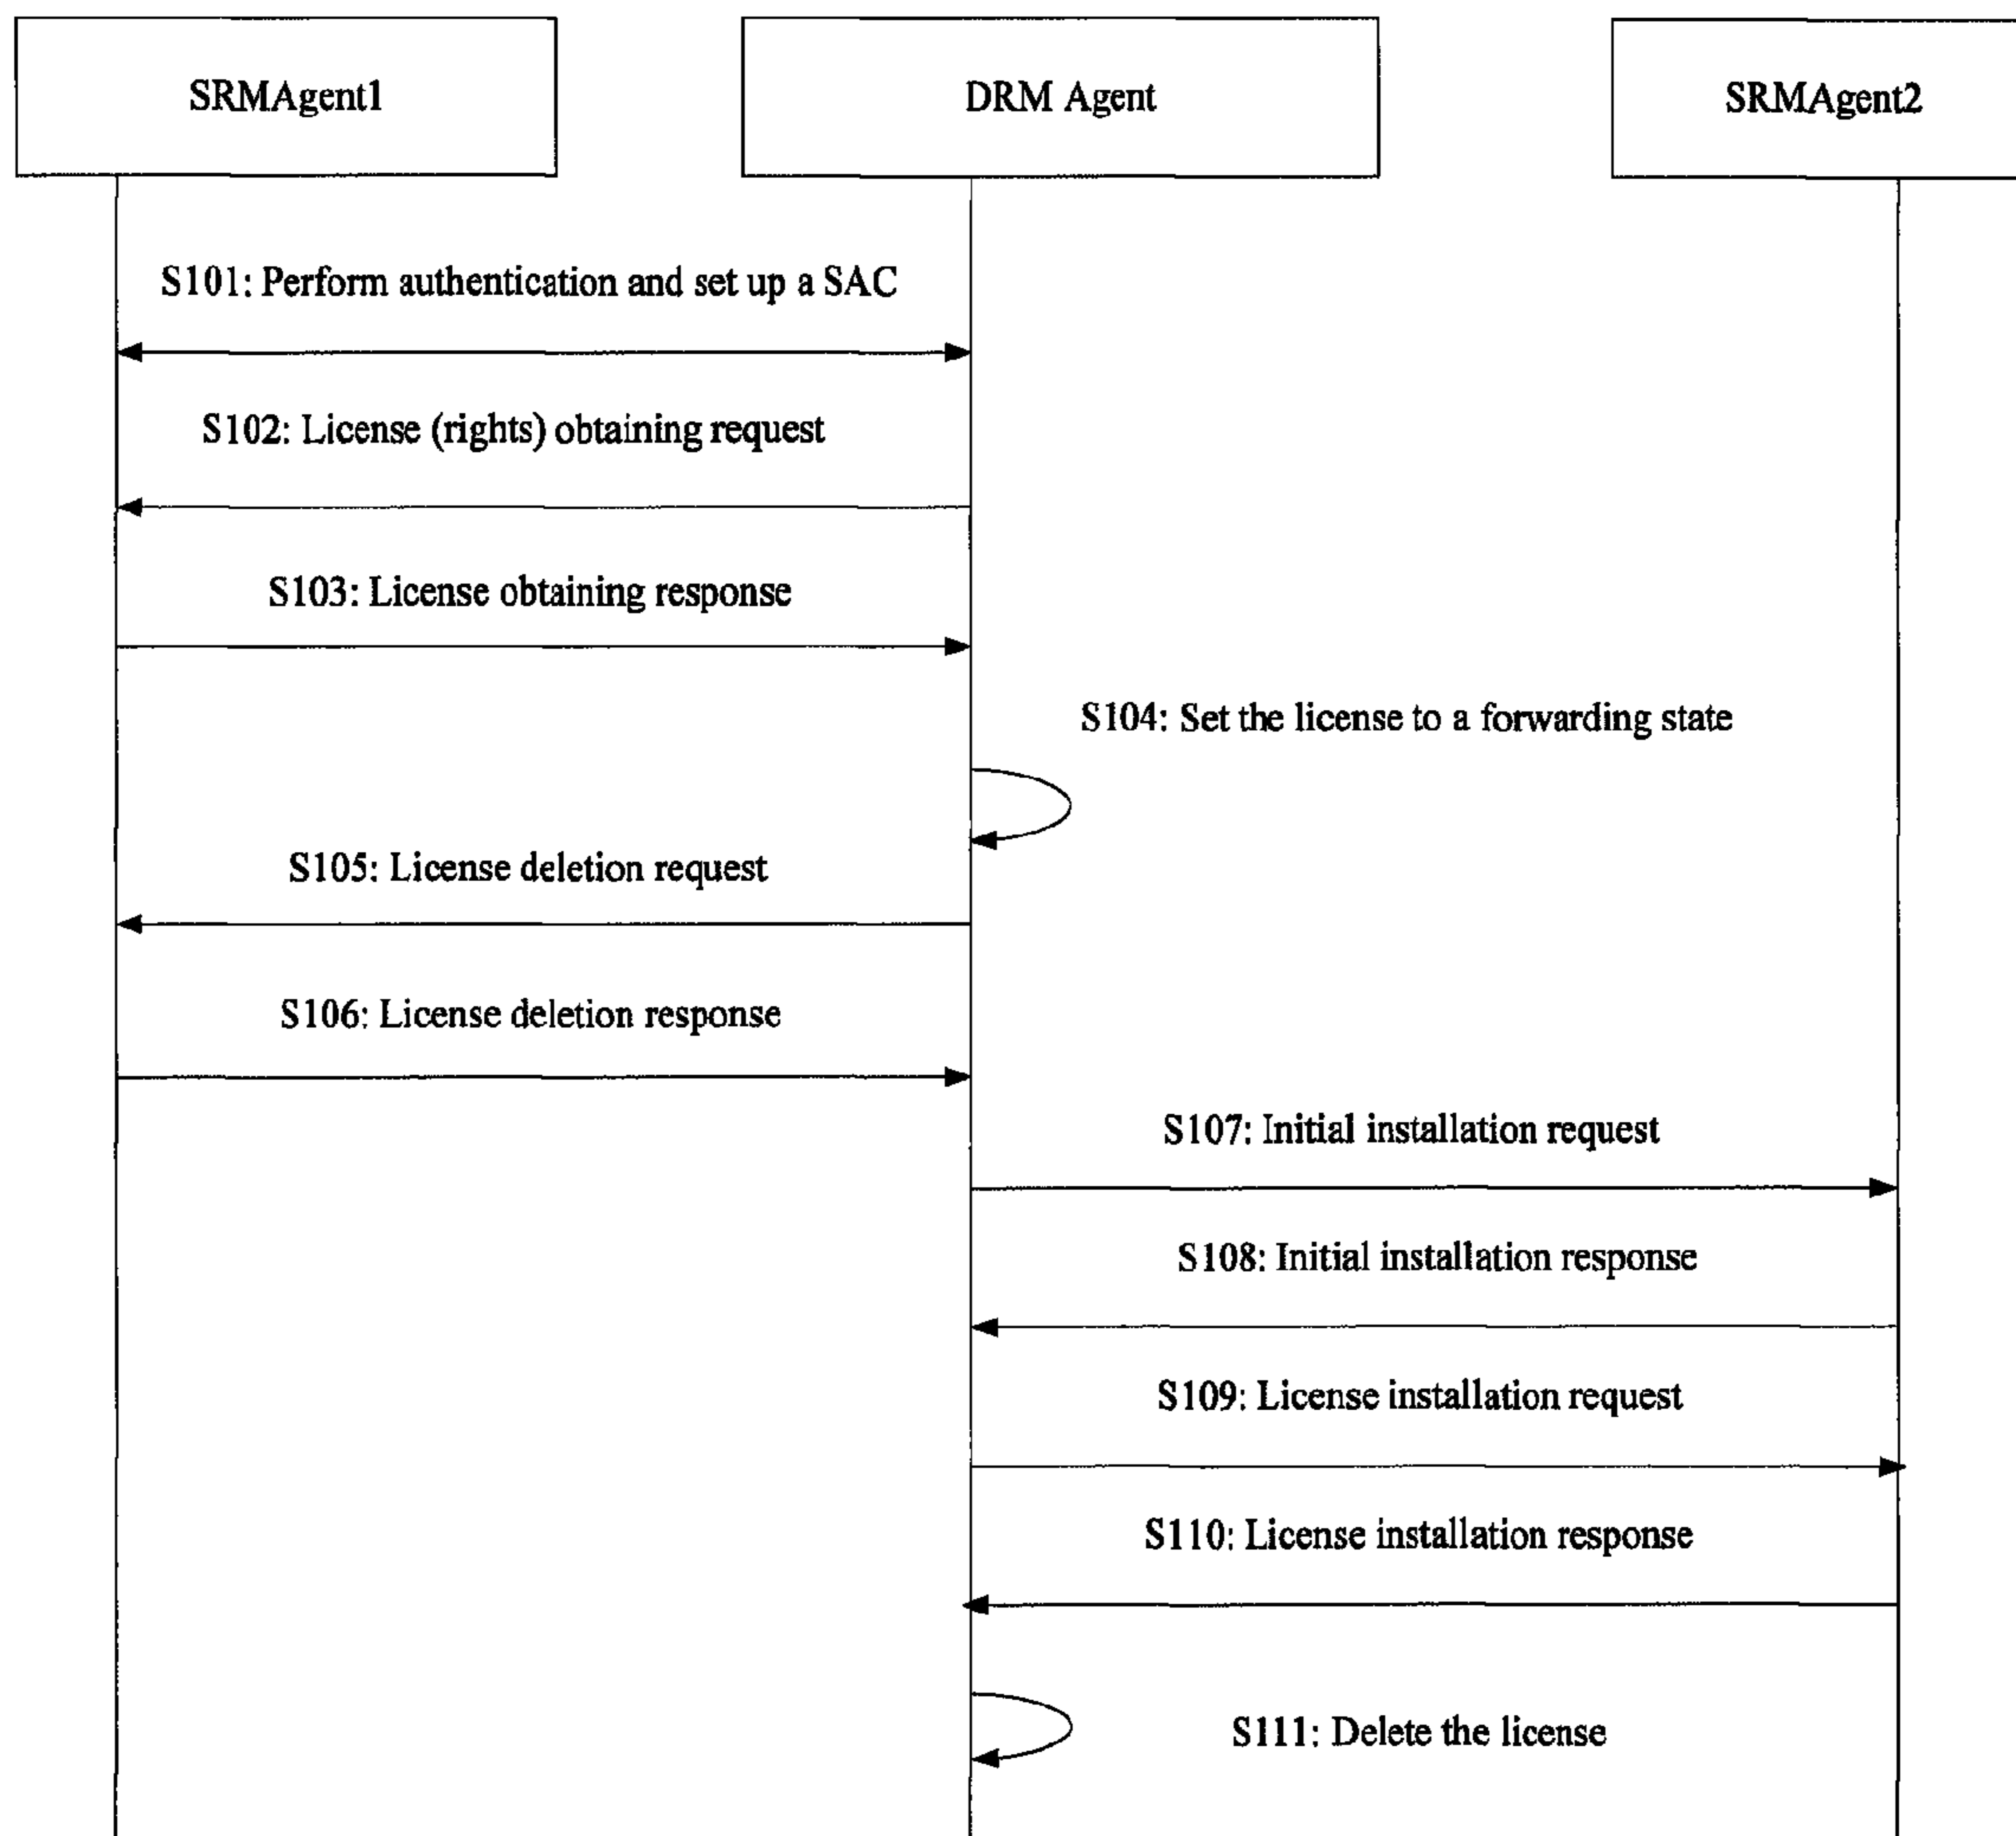 SRMAgent1
DRM Agent
SRMAgent2
S101: Perform authentication and set up a SAC
S102: License (rights) obtaining request
S103: License obtaining response
S104: Set the license to a forwarding state
S105: License deletion request
S106: License deletion response
S107: Initial installation request
S108: Initial installation response
S109: License installation request
S110: License installation response
S111: Delete the license